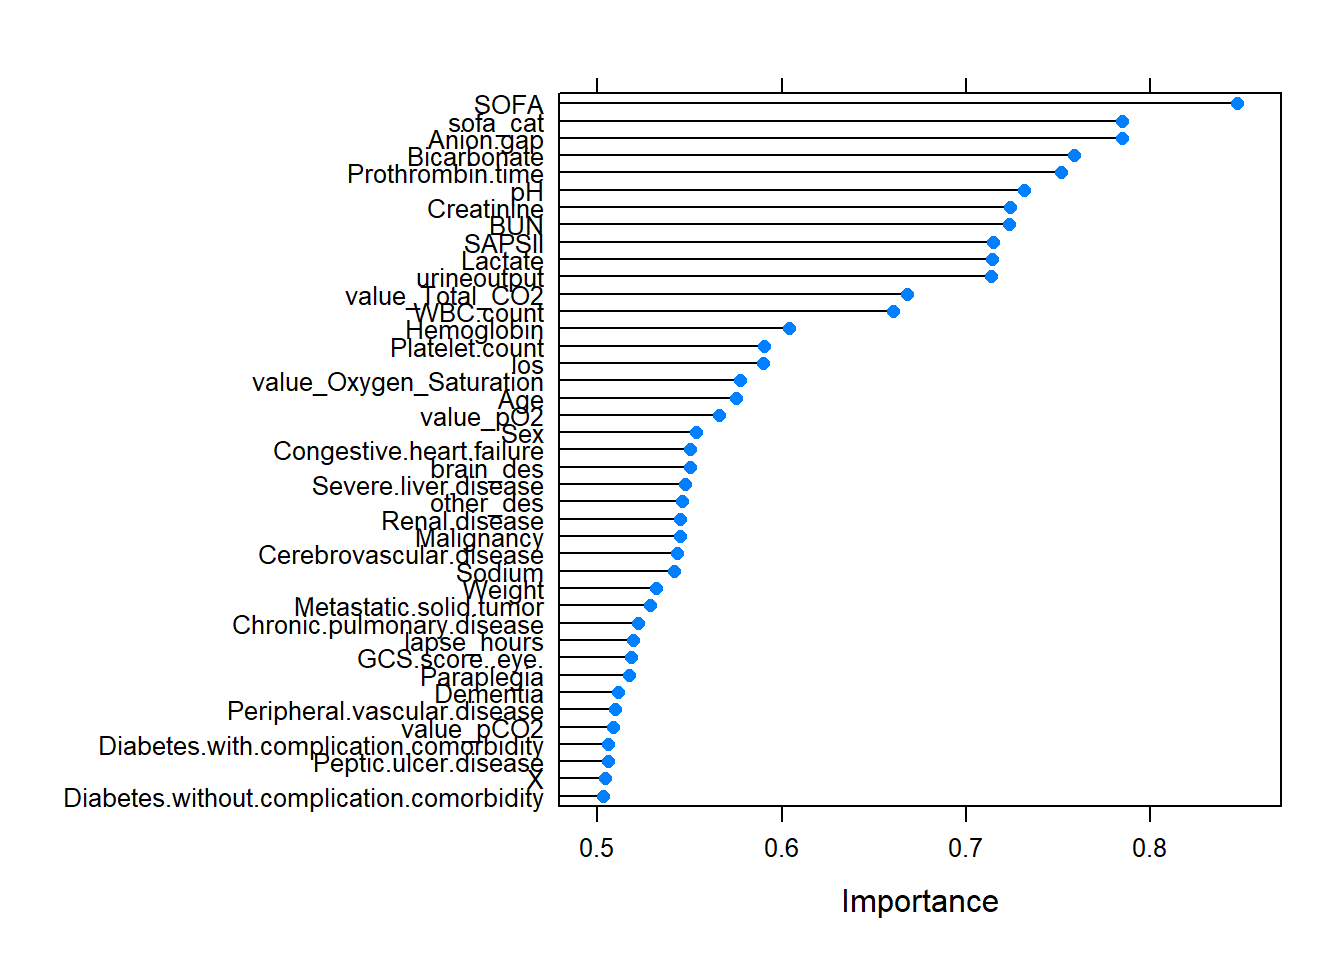 SOFA
sofa_cat
Anion.gap
Bicarbonate
Prothrombin.time
pH
CreatinIne
BUN
SAPSII
Lactate
urineoutput
value_Total_CO2
WBC.count
Hemoglobin
Platelet.count
los
value_Oxygen_Saturation
Age
value_pO2
Sex
Congestive.heart.failure
brain_des
Severe.liver.disease
other_des
Renal.disease
Malignancy
Cerebrovascular.disease
Sodium
Weight
Metastatic.solid.tumor
Chronic.pulmonary.disease
lapse_hours
GCS.score..eye.
Paraplegia
Dementia
Peripheral.vascular.disease
value_pCO2
Diabetes.with.complication.comorbidity
Peptic.ulcer.disease
X
Diabetes.without.complication.comorbidity
0.5 0.6 0.7 0.8
Importance